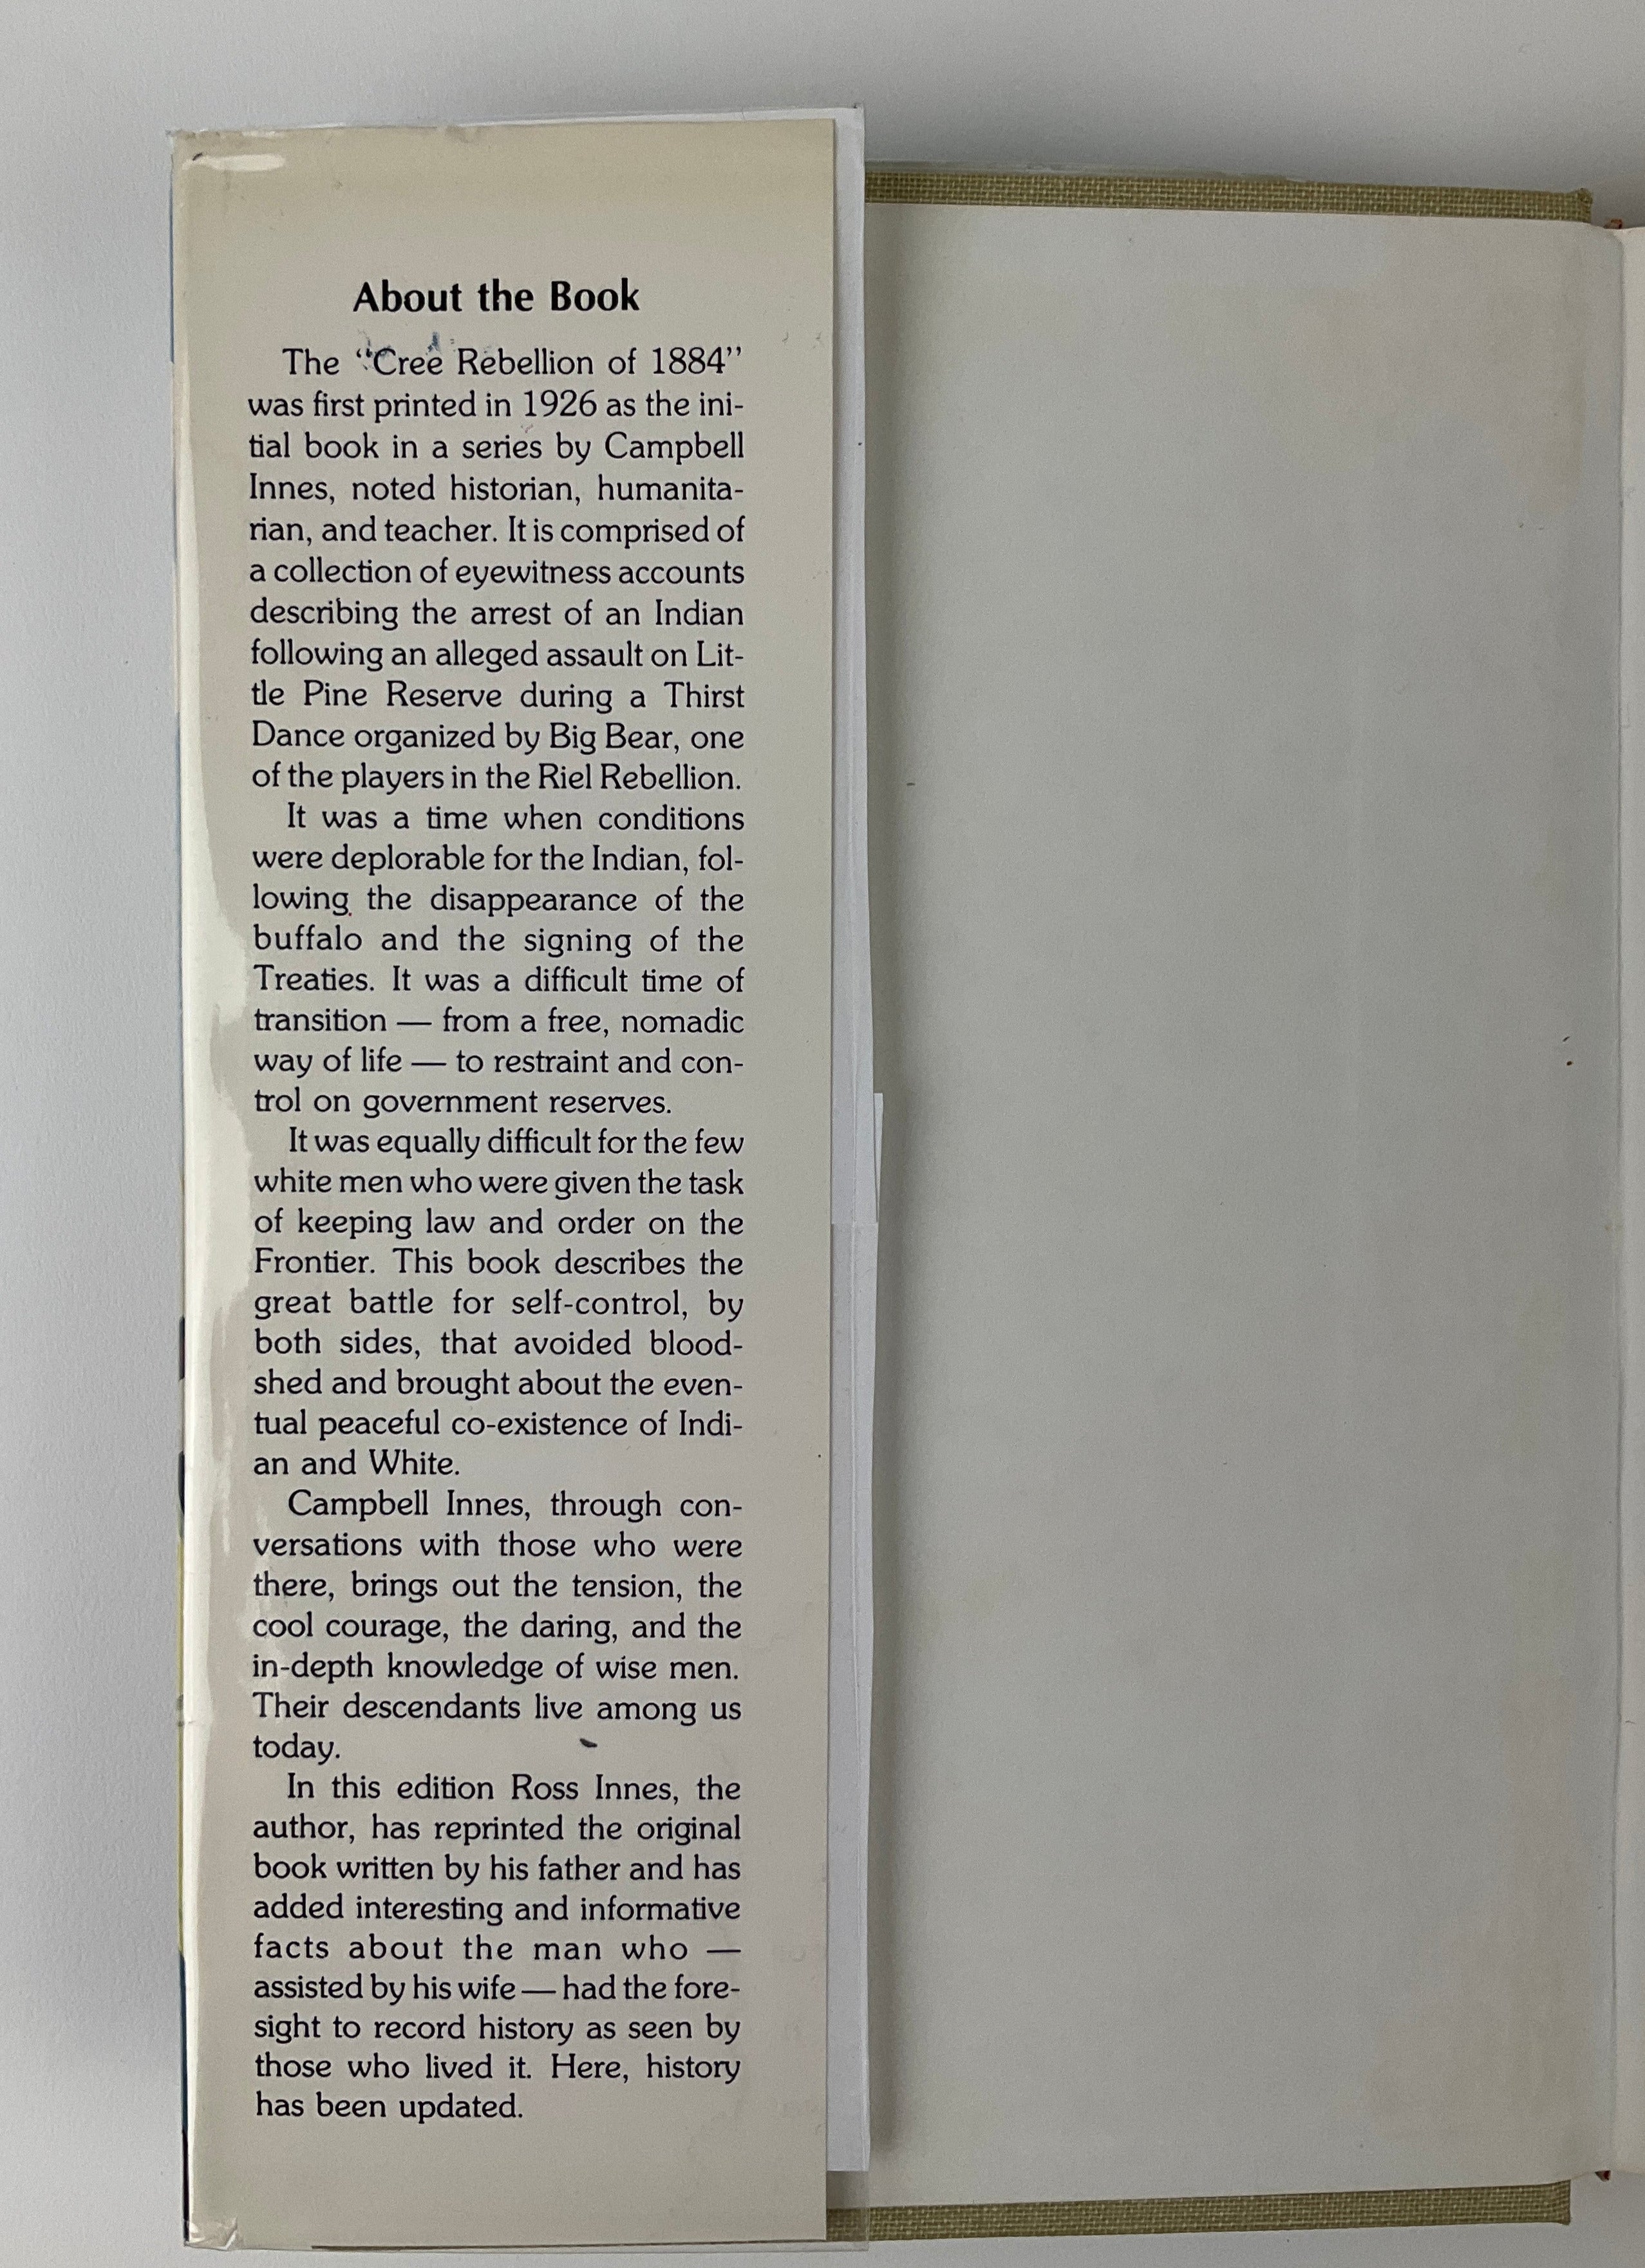 About the Book
The “Cree Rebellion of 1884”
was first printed in 1926 as the ini-
tial book in a series by Campbell
Innes, noted historian, humanita-
rian, and teacher. It is comprised of
a collection of eyewitness accounts
describing the arrest of an Indian
following an alleged assault on Lit-
tle Pine Reserve during a Thirst
Dance organized by Big Bear, one
of the players in the Riel Rebellion.
It was a time when conditions
were deplorable for the Indian, fol-
lowing the disappearance of the
buffalo and the signing of the
Treaties. It was a difficult time of
transition — from a free, nomadic
way of life — to restraint and con-
trol on government reserves.
It was equally difficult for the few
white men who were given the task
of keeping law and order on the
Frontier. This book describes the
great battle for self-control, by
both sides, that avoided blood-
shed and brought about the even-
tual peaceful co-existence of Indi-
an and White.
Campbell Innes, through con-
versations with those who were
there, brings out the tension, the
cool courage, the daring, and the
in-depth knowledge of wise men.
Their descendants live among us
today.
In this edition Ross Innes, the
author, has reprinted the original
book written by his father and has
added interesting and informative
facts about the man who —
assisted by his wife — had the fore-
sight to record history as seen by
those who lived it. Here, history
has been updated.